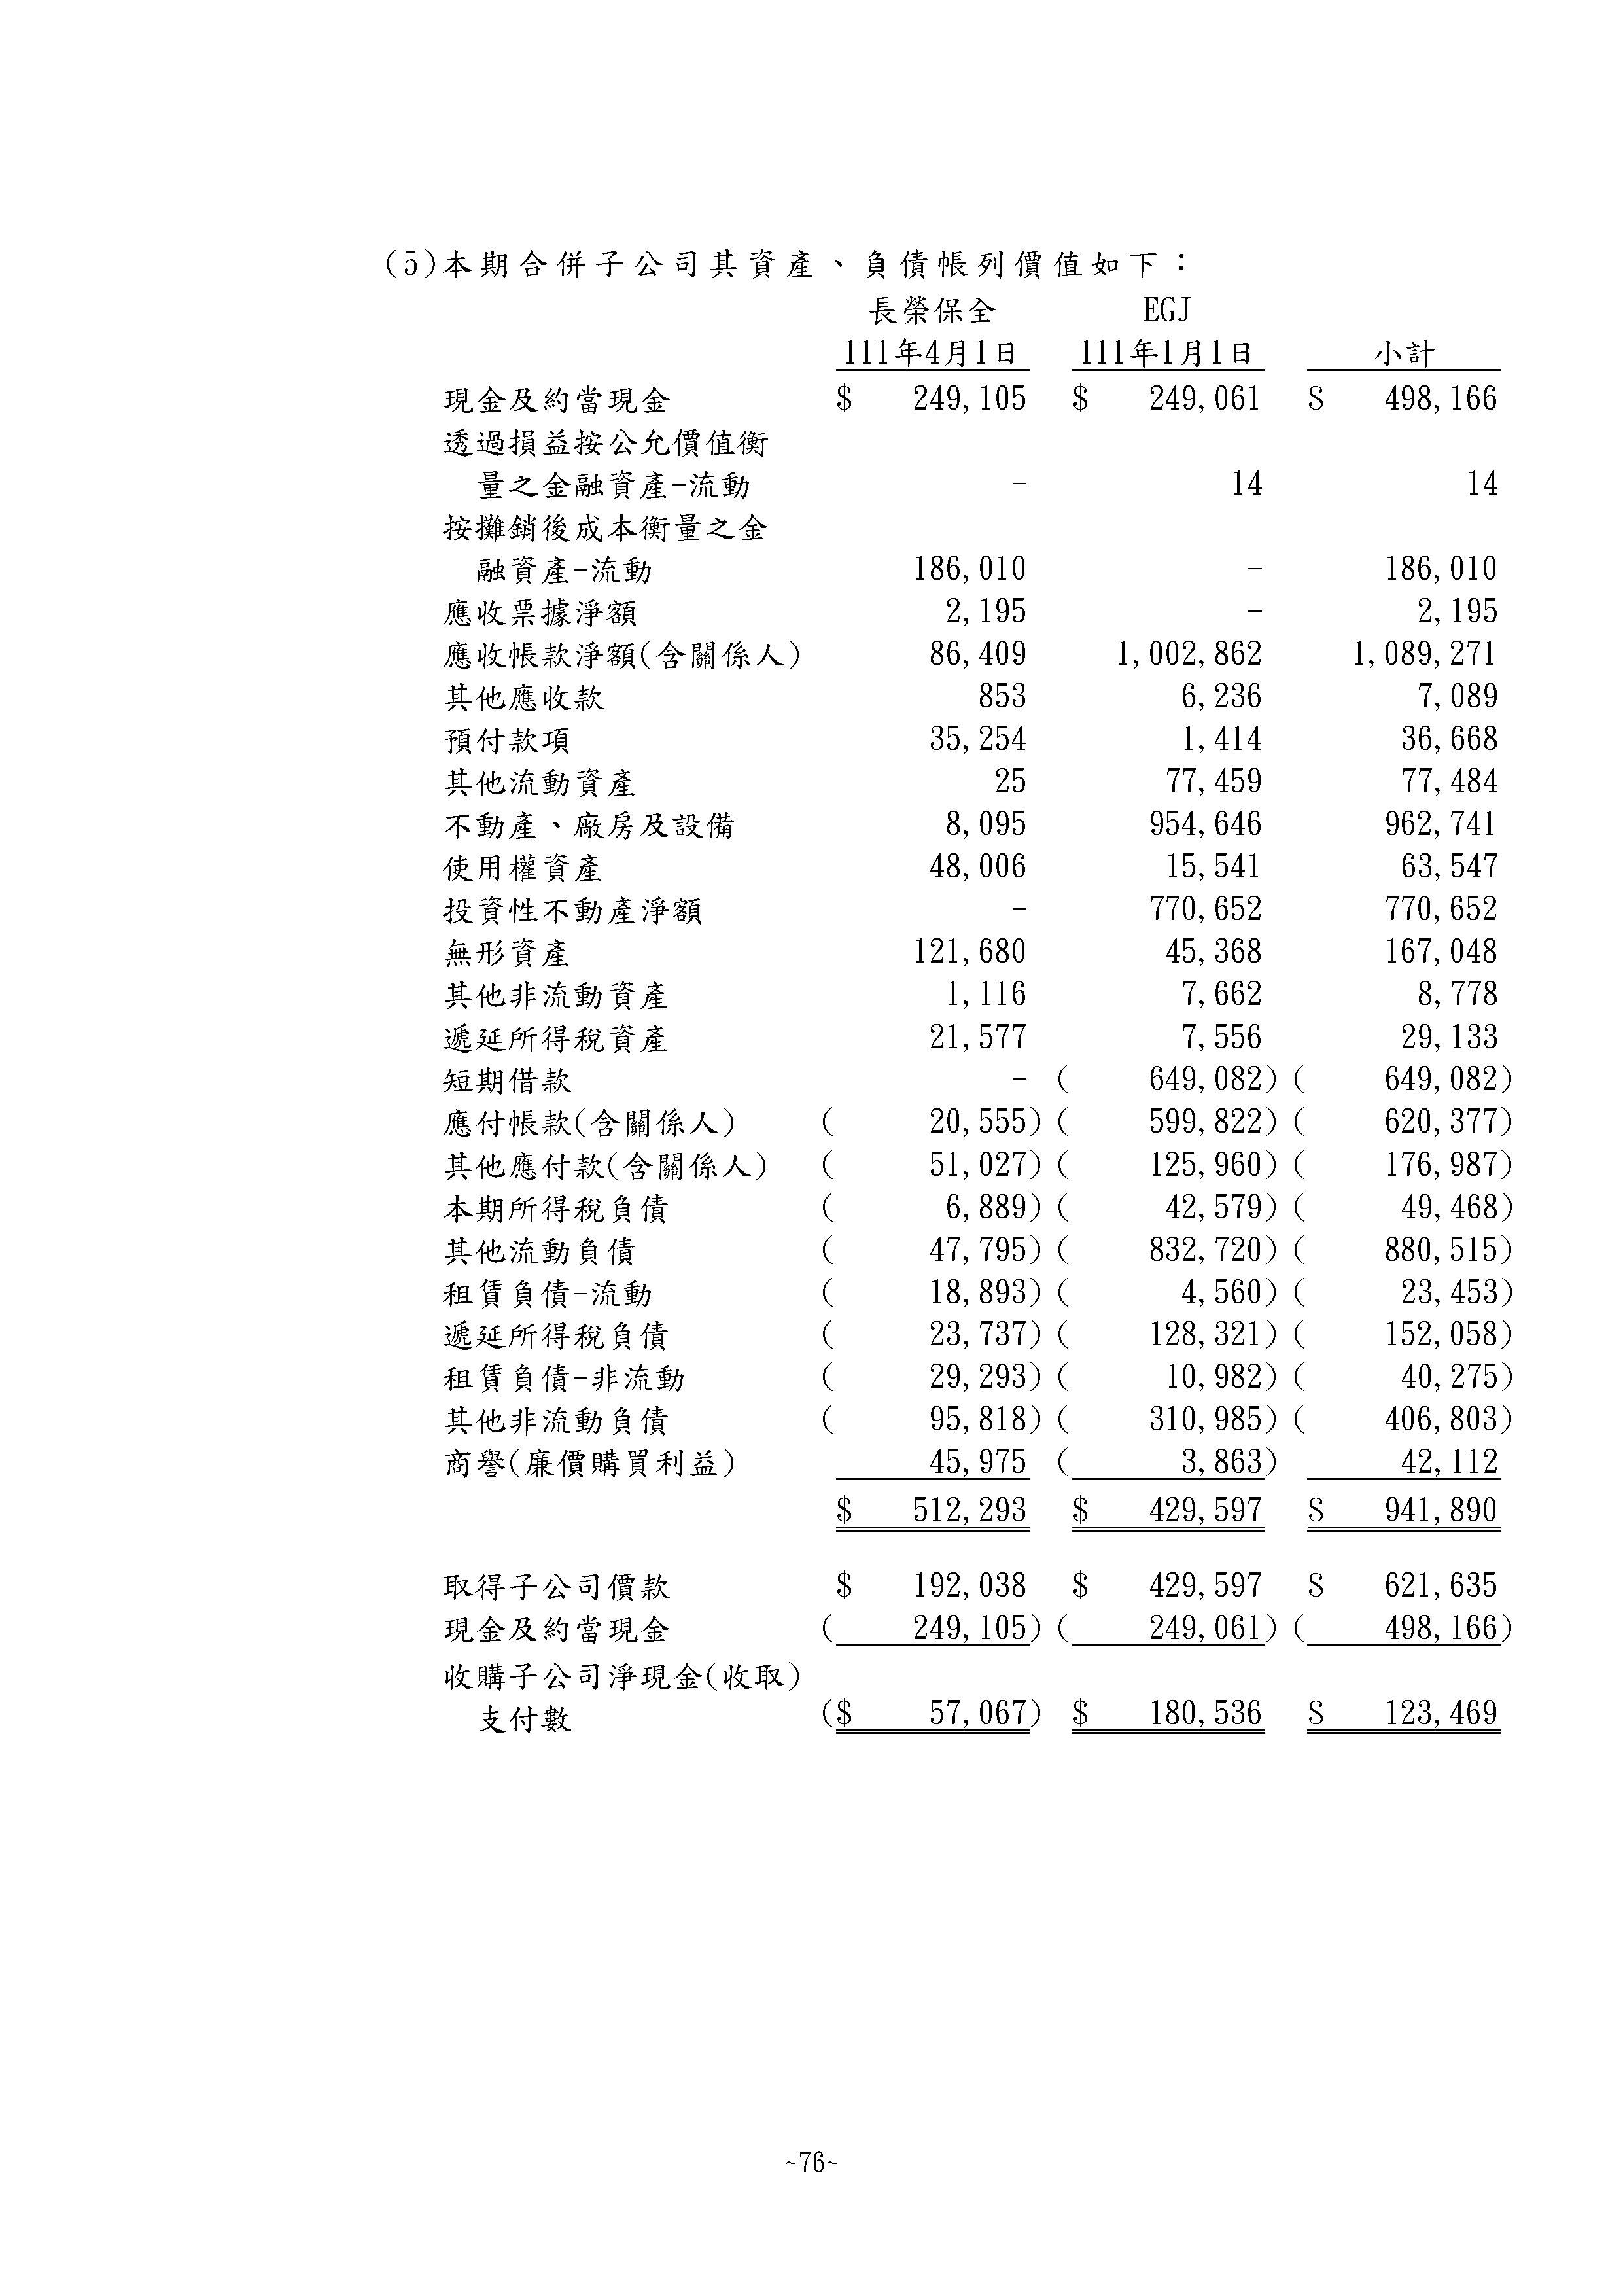 (5)本期合併子公司其資產、負債帳列價值如下：
長榮保全 EGJ
111年4月1日 111年1月1日 小計
現金及約當現金 $ 249,105 $ 249,061 $ 498,166
透過損益按公允價值衡
量之金融資產-流動 - 14 14
按攤銷後成本衡量之金
融資產-流動 186,010 - 186,010
應收票據淨額 2,195 - 2,195
應收帳款淨額(含關係人) 86,409 1,002,862 1,089,271
其他應收款 853 6,236 7,089
預付款項 35,254 1,414 36,668
其他流動資產 25 77,459 77,484
不動產、廠房及設備 8,095 954,646 962,741
使用權資產 48,006 15,541 63,547
投資性不動產淨額 - 770,652 770,652
無形資產 121,680 45,368 167,048
其他非流動資產 1,116 7,662 8,778
遞延所得稅資產 21,577 7,556 29,133
短期借款 - ( 649,082) ( 649,082)
應付帳款(含關係人) ( 20,555) ( 599,822) ( 620,377)
其他應付款(含關係人) ( 51,027) ( 125,960) ( 176,987)
本期所得稅負債 ( 6,889) ( 42,579) ( 49,468)
其他流動負債 ( 47,795) ( 832,720) ( 880,515)
租賃負債-流動 ( 18,893) ( 4,560) ( 23,453)
遞延所得稅負債 ( 23,737) ( 128,321) ( 152,058)
租賃負債-非流動 ( 29,293) ( 10,982) ( 40,275)
其他非流動負債 ( 95,818) ( 310,985) ( 406,803)
商譽(廉價購買利益) 45,975 ( 3,863) 42,112
$ 512,293 $ 429,597 $ 941,890
取得子公司價款 $ 192,038 $ 429,597 $ 621,635
現金及約當現金 ( 249,105) ( 249,061) ( 498,166)
收購子公司淨現金(收取)
支付數 ($ 57,067) $ 180,536 $ 123,469
~76~